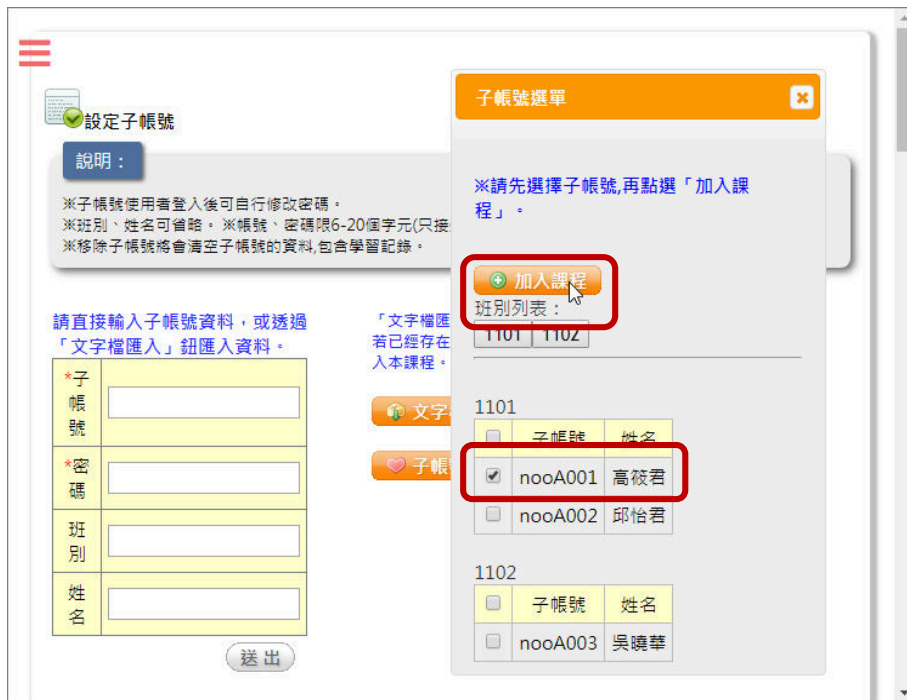 設定子帳號
說明：
※子帳號使用者登入後可自行修改密碼。
※班別、姓名可省略。※帳號、密碼限6-20個字元(只接
※移除子帳號將會清空子帳號的資料,包含學習記錄。
請直接輸入子帳號資料，或透過
「文字檔匯入」鈕匯入資料。
*子
帳
號
*密
碼
班
別
姓
名
送出
「文字檔匯
若已經存在
入本課程。
文字
子帳
子帳號選單
※請先選擇子帳號,再點選「加入課
程」。
加入課程
班別列表：
1101 1102
1101
子帳號 姓名
nooA001 高筱君
nooA002 邱怡君
1102
子帳號 姓名
nooA003 吳曉華